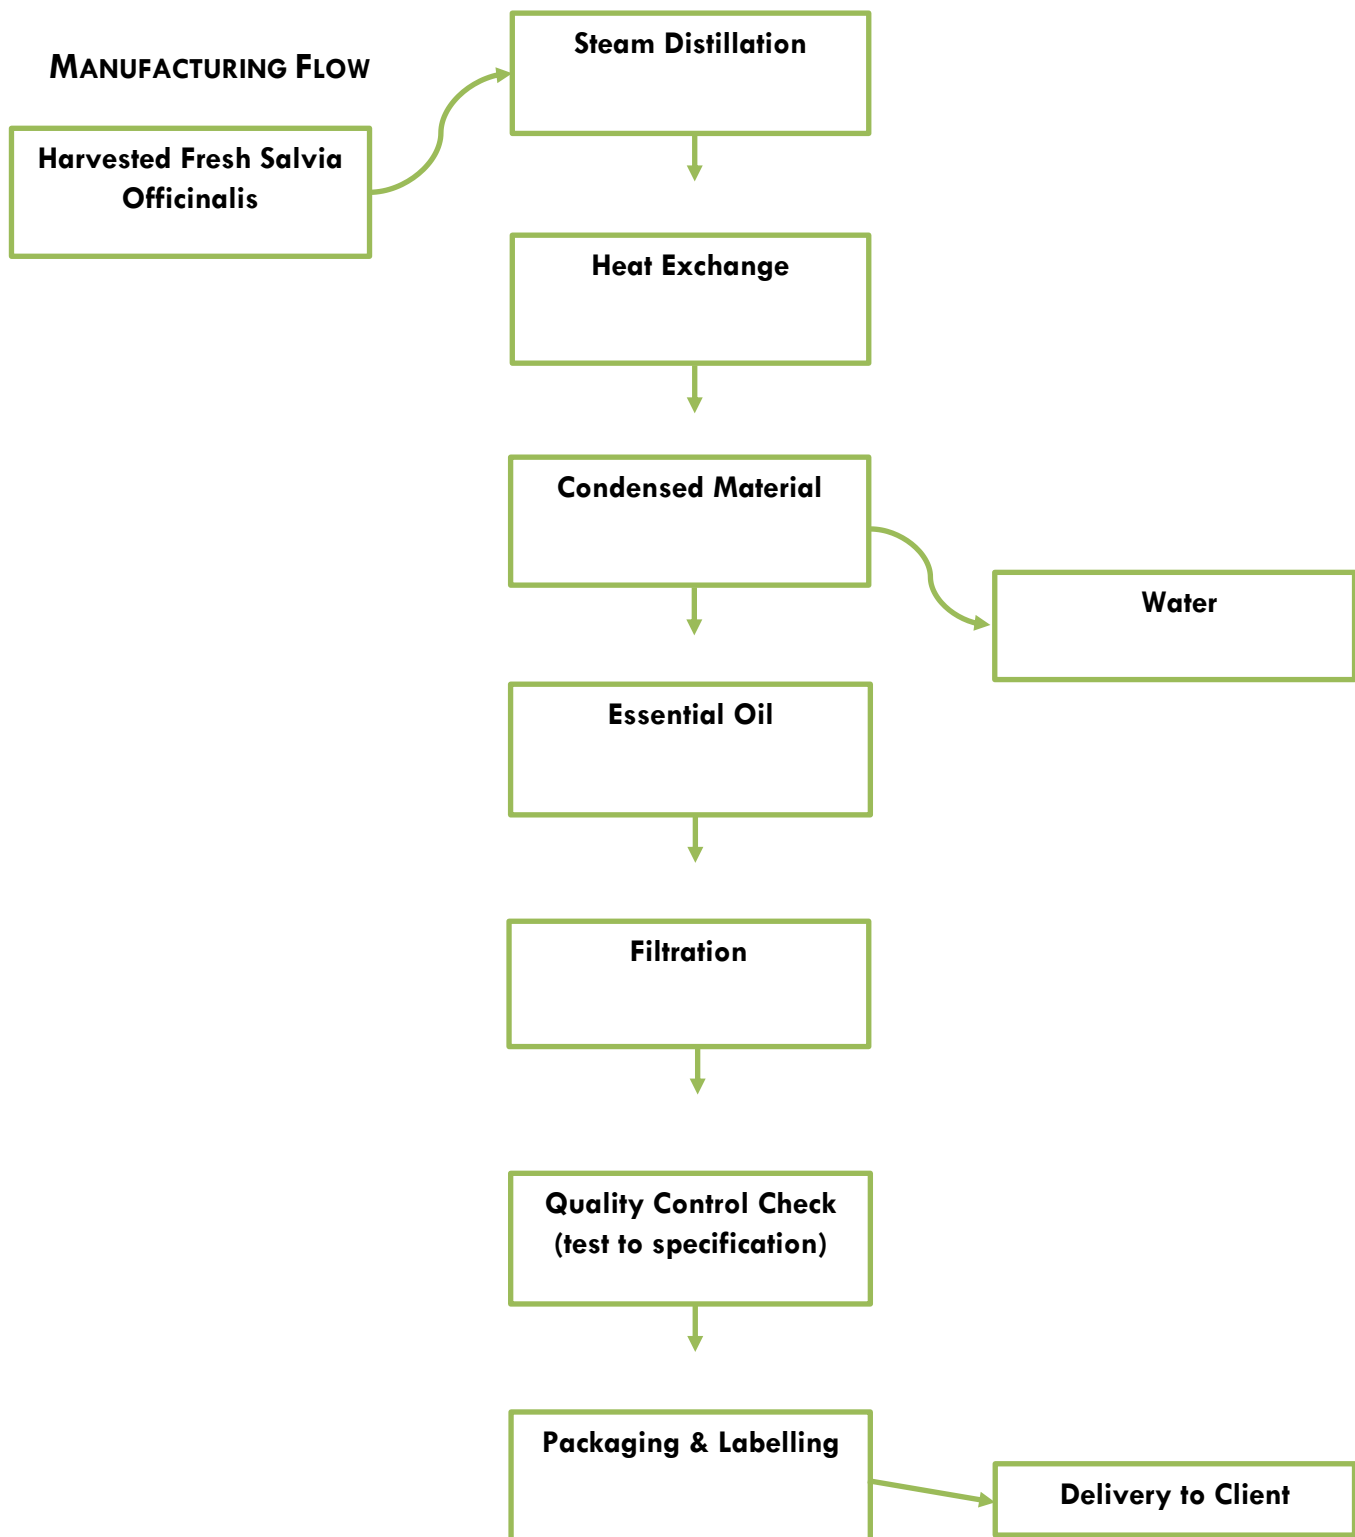 MANUFACTURING FLOW
Harvested Fresh Salvia
Officinalis
Steam Distillation
Heat Exchange
Condensed Material
Water
Essential Oil
Filtration
Quality Control Check
(test to specification)
Packaging & Labelling
Delivery to Client